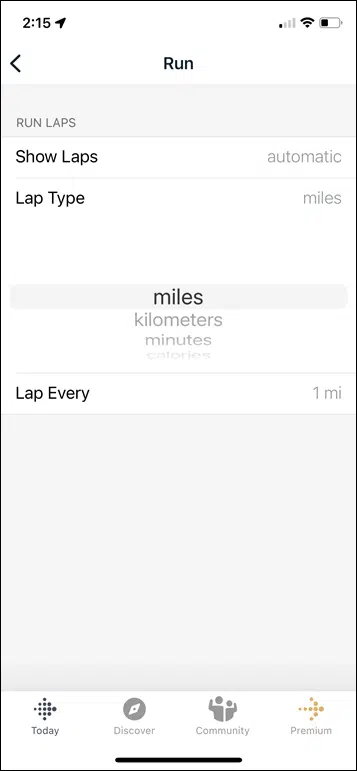 2:15
Run
RUN LAPS
Show Laps automatic
Lap Type miles
miles
kilometers
minutes
calories
Lap Every 1 mi
Today Discover Community Premium